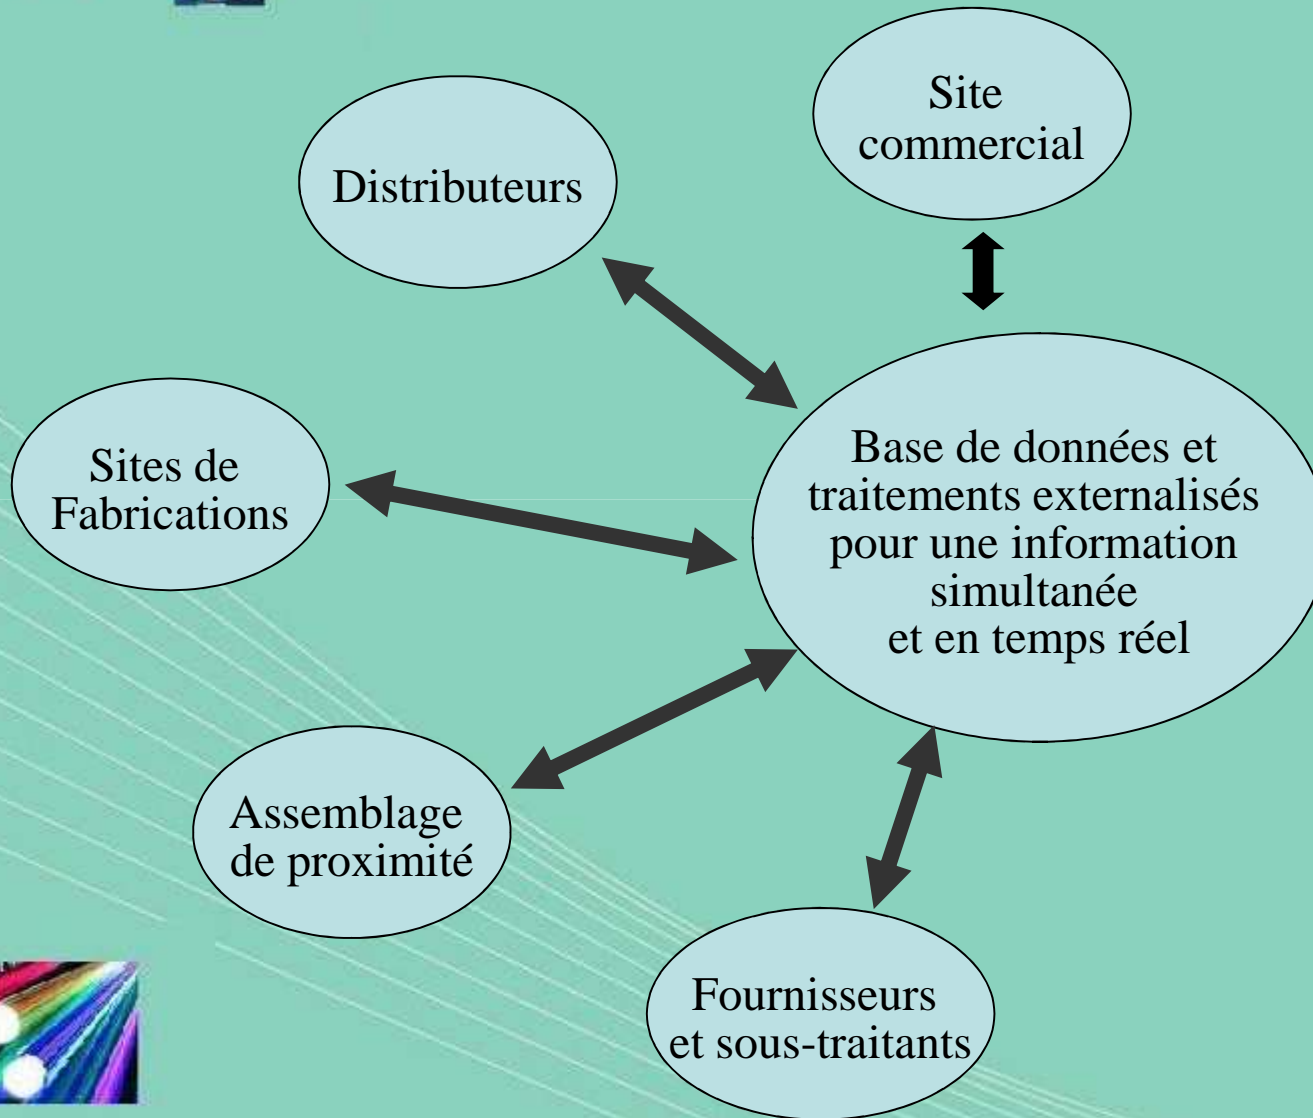 Site
commercial
Distributeurs
Base de données et
traitements externalisés
pour une information
simultanée
et en temps réel
Sites de
Fabrications
Assemblage
de proximité
Fournisseurs
et sous-traitants